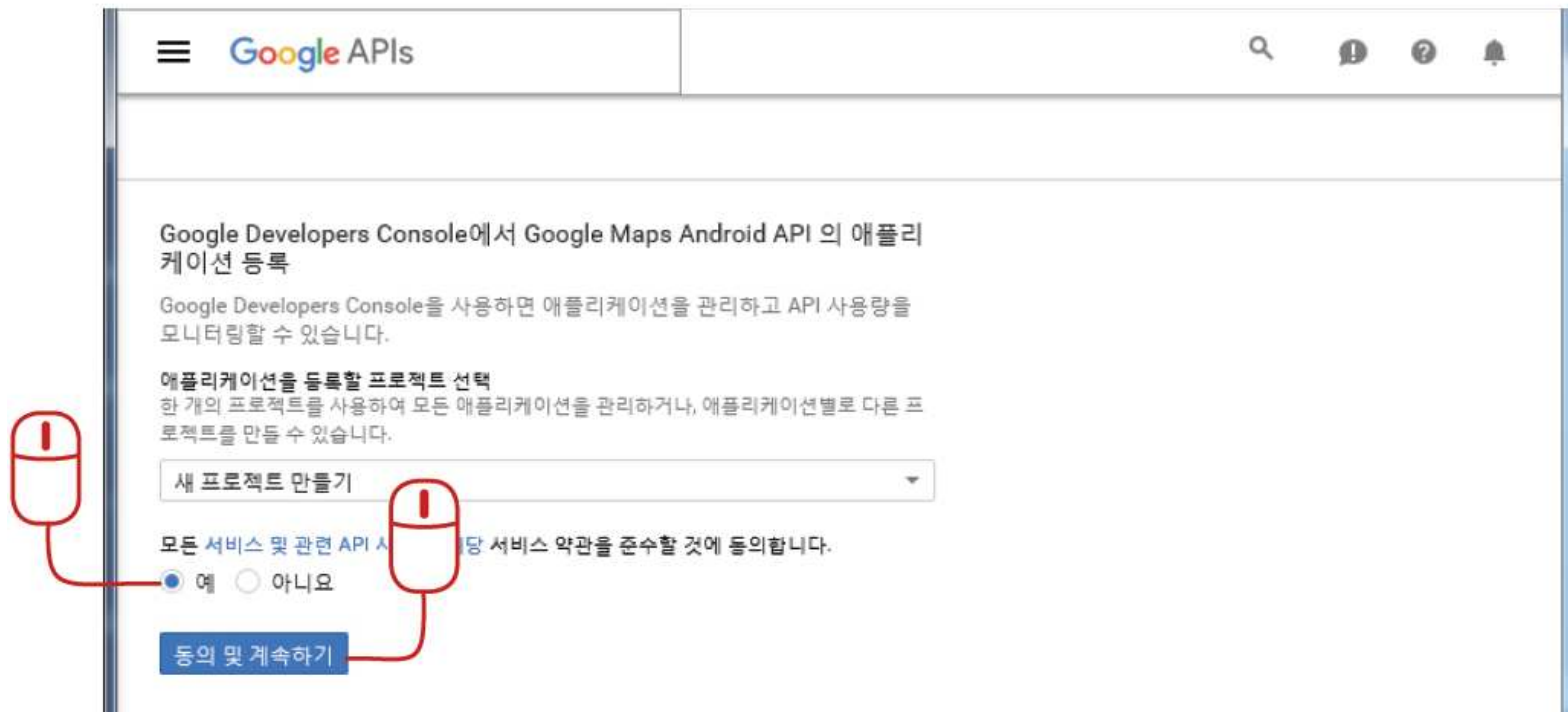 Google APIs
Google Developers Console에서 Google Maps Android API 의 애플리
케이션 등록
Google Developers Console을 사용하면 애플리케이션을 관리하고 API 사용량을
모니터링할 수 있습니다.
애플리케이션을 등록할 프로젝트 선택
한 개의 프로젝트를 사용하여 모든 애플리케이션을 관리하거나, 애플리케이션별로 다른 프
로젝트를 만들 수 있습니다.
새 프로젝트 만들기
모든 서비스 및 관련 API 서비스 약관을 준수할 것에 동의합니다.
예 아니요
동의 및 계속하기